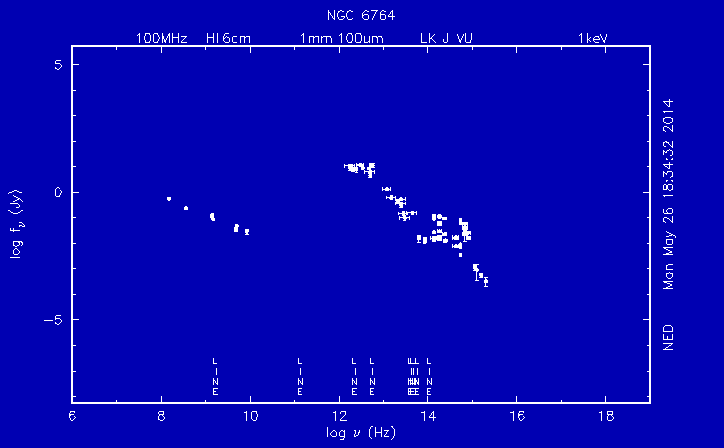 NGC 6764
100MHz HI 6cm 1mm 100um LK J VU 1keV
5
0
-5
log fν (Jy)
LINE LINE LINE LINE LINE
6 8 10 12 14 16 18
log ν (Hz)
NED Mon May 26 18:34:32 2014